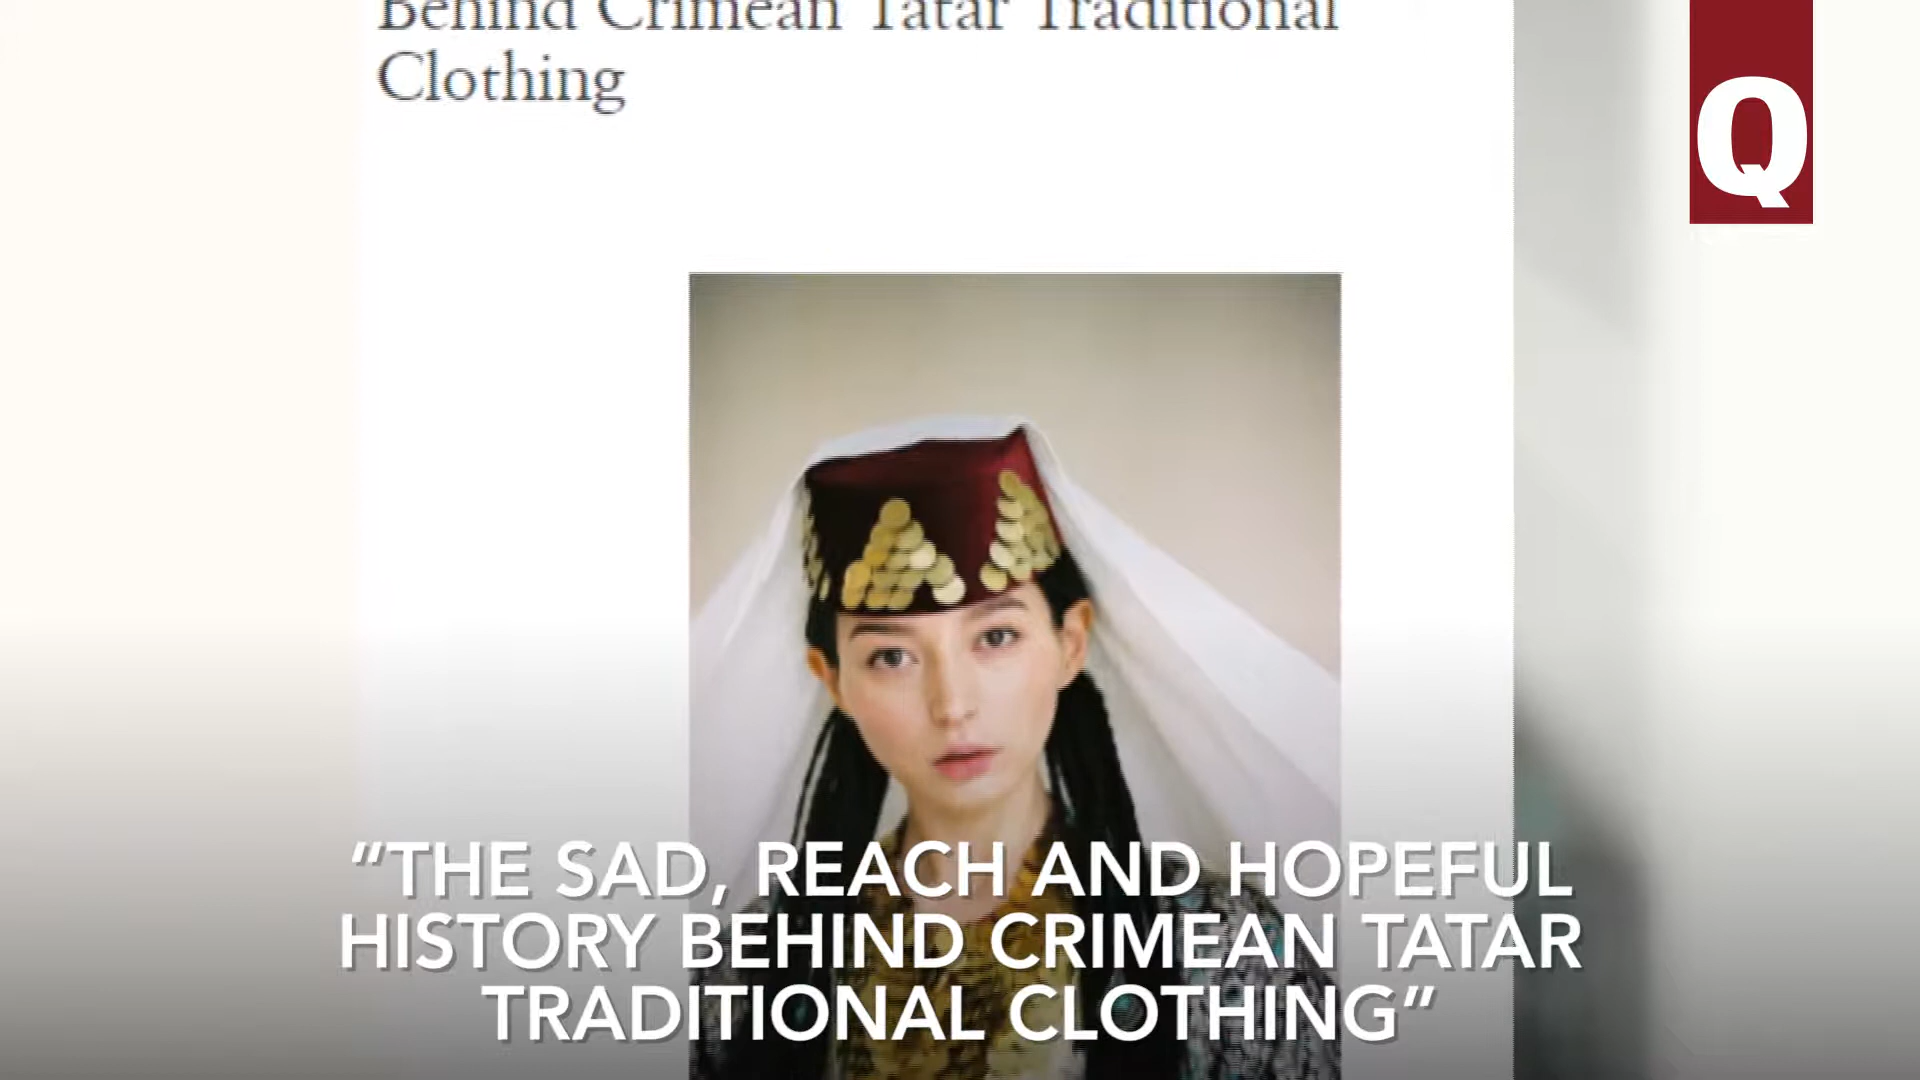 Behind Crimean Tatar Traditional
Clothing
Q
“THE SAD, REACH AND HOPEFUL
HISTORY BEHIND CRIMEAN TATAR
TRADITIONAL CLOTHING”